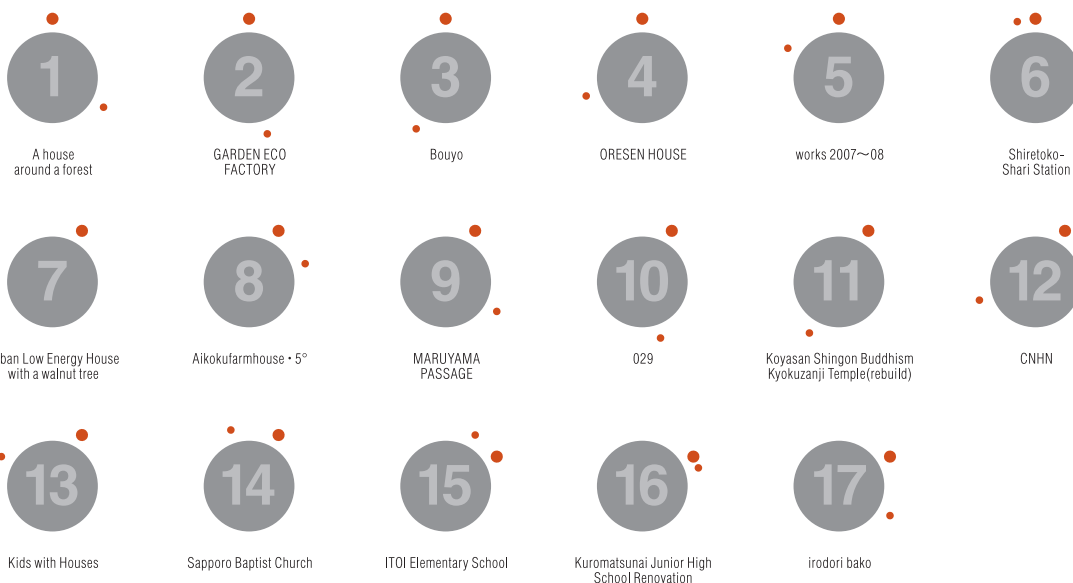 1
A house
around a forest
2
GARDEN ECO
FACTORY
3
Bouyo
4
ORESEN HOUSE
5
works 2007〜08
6
Shiretoko-
Shari Station
7
ban Low Energy House
with a walnut tree
8
Aikokufarmhouse・5°
9
MARUYAMA
PASSAGE
10
029
11
Koyasan Shingon Buddhism
Kyokuzanji Temple(rebuild)
12
CNHN
13
Kids with Houses
14
Sapporo Baptist Church
15
ITOI Elementary School
16
Kuromatsunai Junior High
School Renovation
17
irodori bako